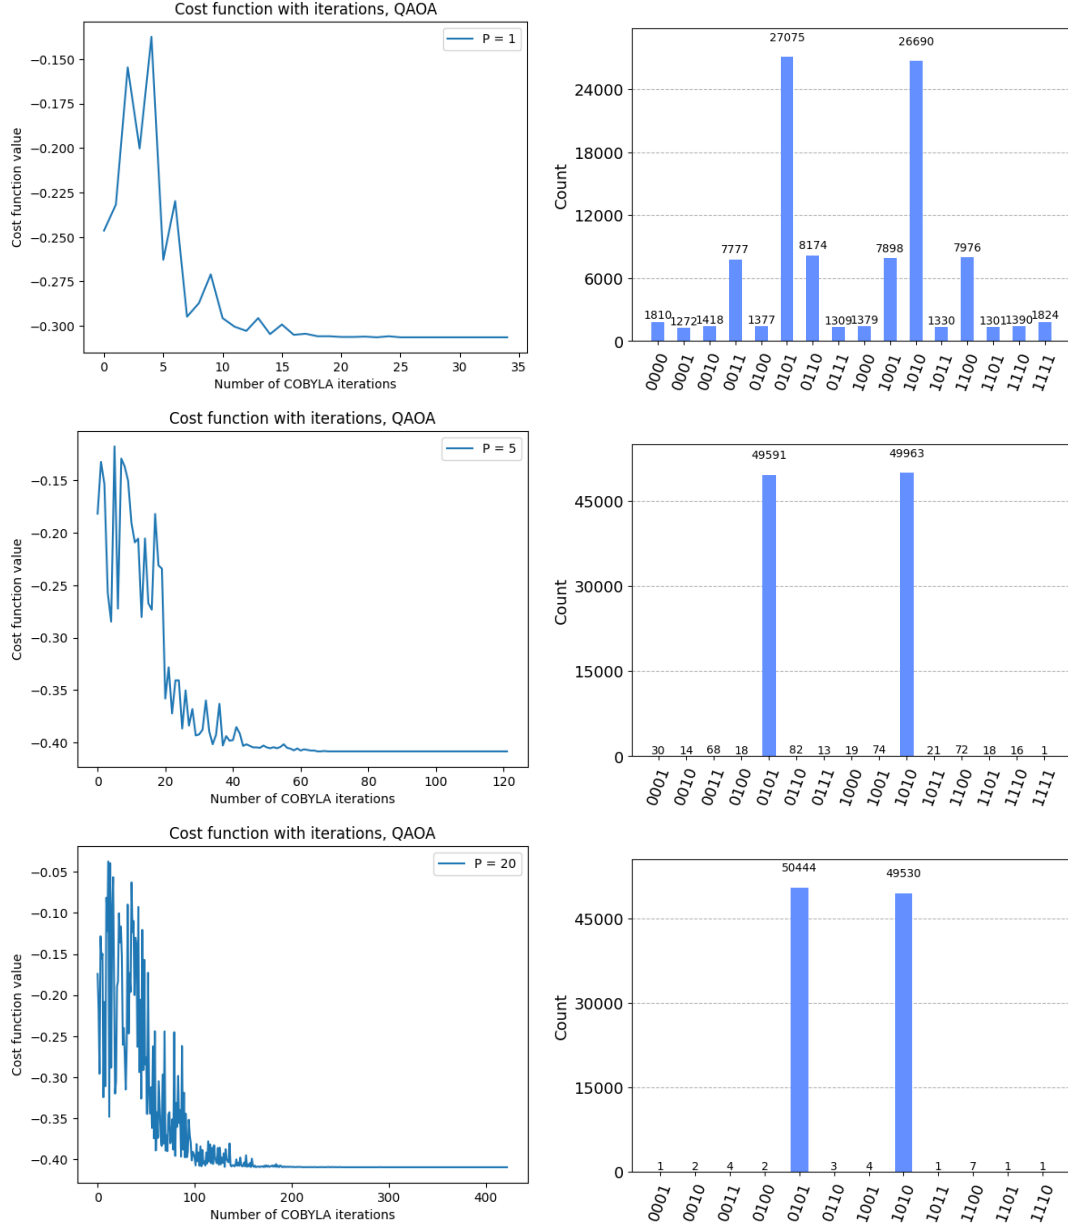 Cost function with iterations, QAOA
P = 1
−0.150
−0.175
−0.200
−0.225
−0.250
−0.275
−0.300
Cost function value
0 5 10 15 20 25 30 35
Number of COBYLA iterations
24000
18000
12000
6000
0
Count
1810 1272 1418 7777 1377 27075 8174 1309 1379 7898 26690 1330 7976 1301 1390 1824
0000 0001 0010 0011 0100 0101 0110 0111 1000 1001 1010 1011 1100 1101 1110 1111
Cost function with iterations, QAOA
P = 5
−0.15
−0.20
−0.25
−0.30
−0.35
−0.40
Cost function value
0 20 40 60 80 100 120
Number of COBYLA iterations
45000
30000
15000
0
Count
30 14 68 18 49591 82 13 19 74 49963 21 72 18 16 1
0001 0010 0011 0100 0101 0110 0111 1000 1001 1010 1011 1100 1101 1110 1111
Cost function with iterations, QAOA
P = 20
−0.05
−0.10
−0.15
−0.20
−0.25
−0.30
−0.35
−0.40
Cost function value
0 100 200 300 400
Number of COBYLA iterations
45000
30000
15000
0
Count
1 2 4 2 50444 3 4 49530 1 7 1 1
0001 0010 0011 0100 0101 0110 1001 1010 1011 1100 1101 1110